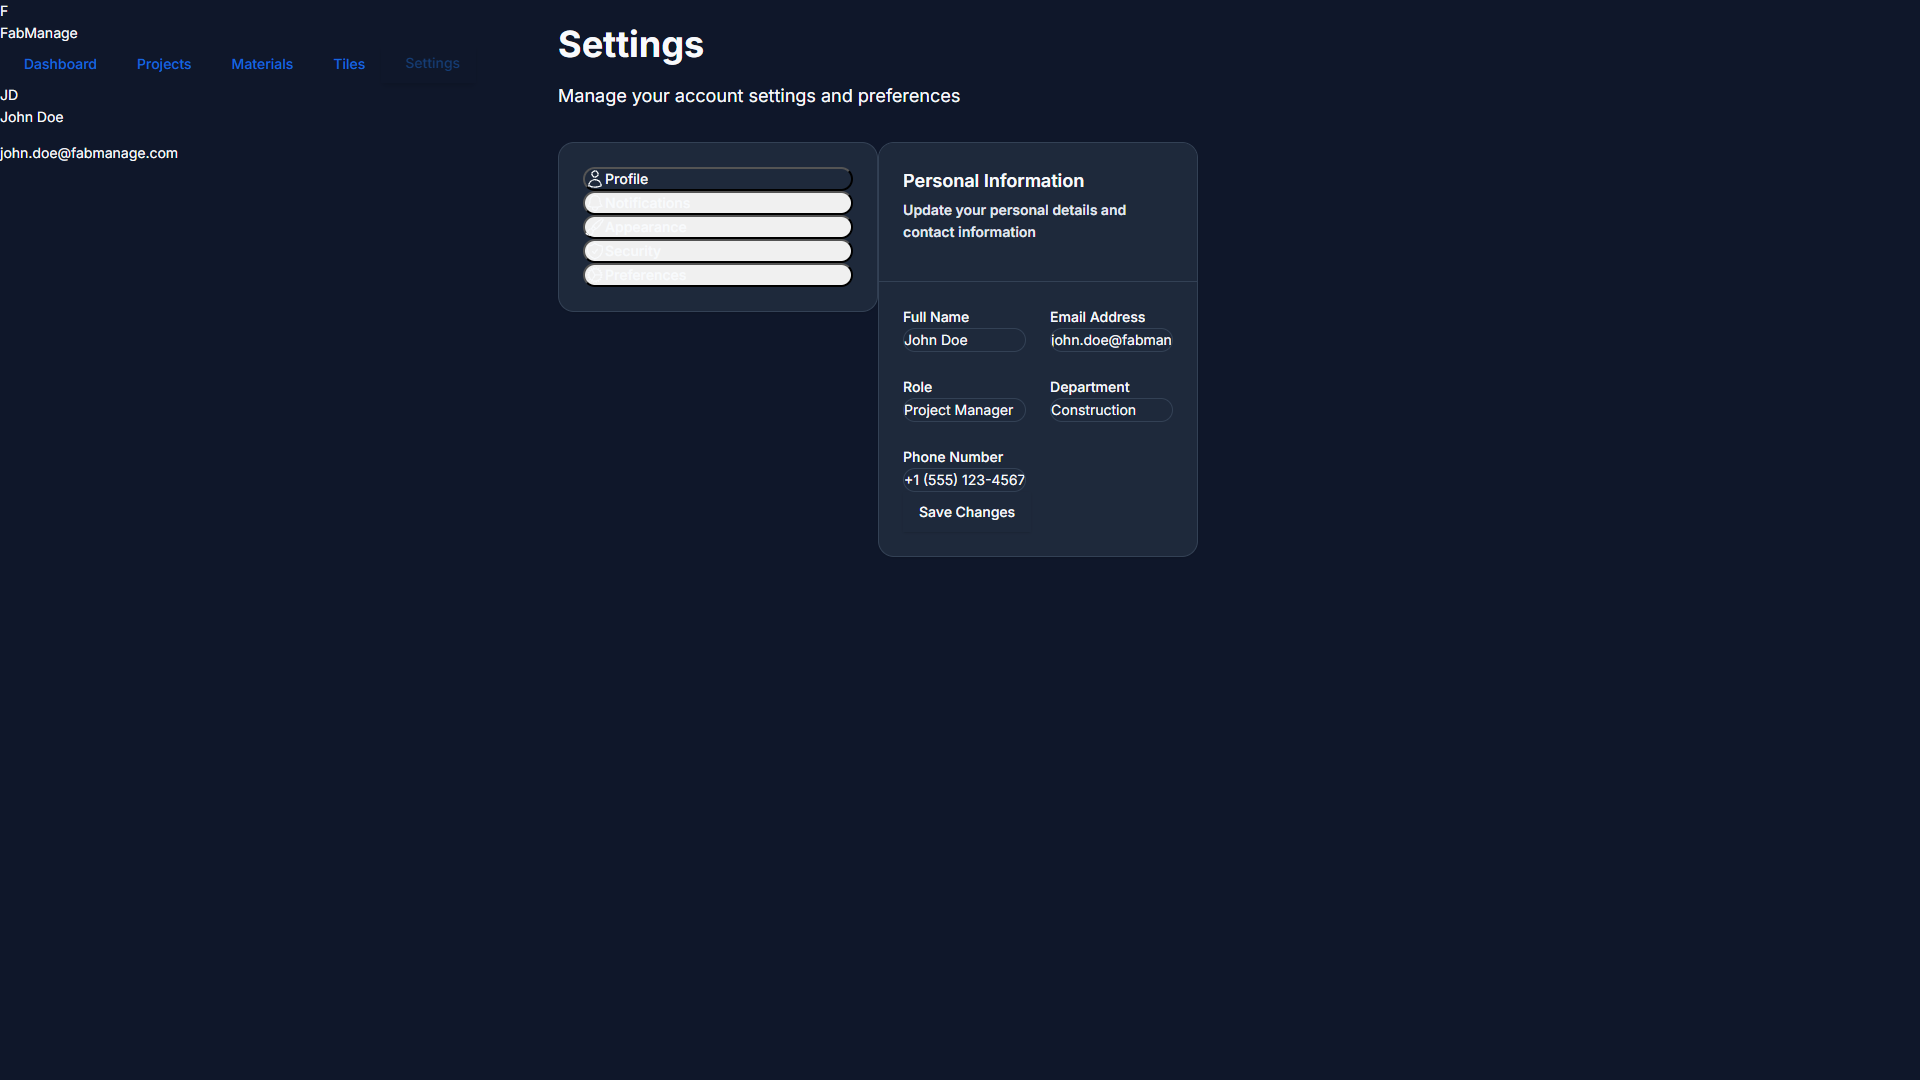 F
FabManage
Dashboard
Projects
Materials
Tiles
Settings
JD
John Doe
john.doe@fabmanage.com
Settings
Manage your account settings and preferences
Profile
Notifications
Appearance
Security
Preferences
Personal Information
Update your personal details and
contact information
Full Name
John Doe
Email Address
john.doe@fabman
Role
Project Manager
Department
Construction
Phone Number
+1 (555) 123-4567
Save Changes